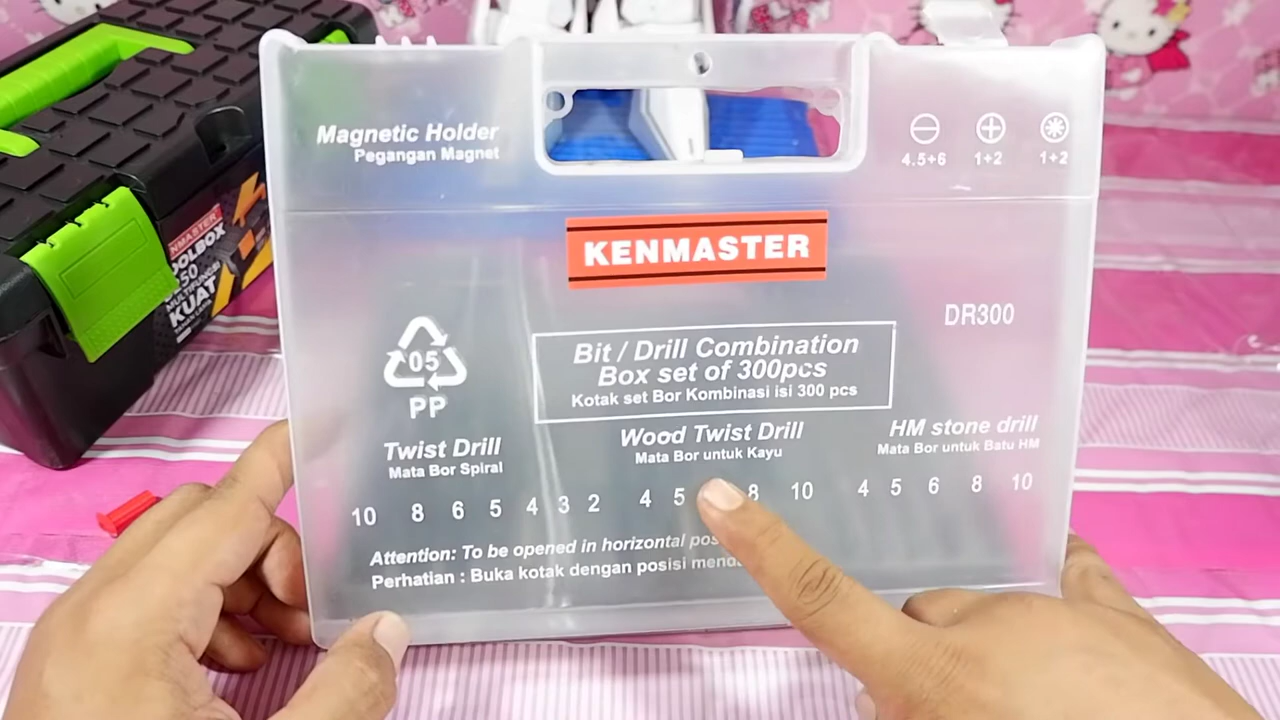 Magnetic Holder
Pegangan Magnet
4.5+6 1+2 1+2
KENMASTER
DR300
Bit / Drill Combination
Box set of 300pcs
Kotak set Bor Kombinasi isi 300 pcs
05
PP
Twist Drill
Mata Bor Spiral
10 8 6 5 4 3 2
Wood Twist Drill
Mata Bor untuk Kayu
4 5 8 10
HM stone drill
Mata Bor untuk Batu HM
4 5 6 8 10
Attention: To be opened in horizontal
Perhatian : Buka kotak dengan posisi
KUAT